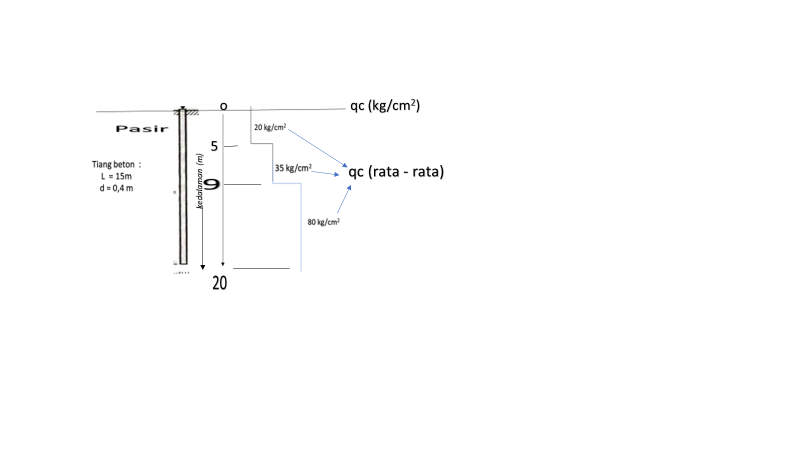 O
qc (kg/cm²)
Pasir
20 kg/cm²
5
Tiang beton :
L = 15m
d = 0,4 m
kedalaman (m)
35 kg/cm²
qc (rata - rata)
9
80 kg/cm²
20